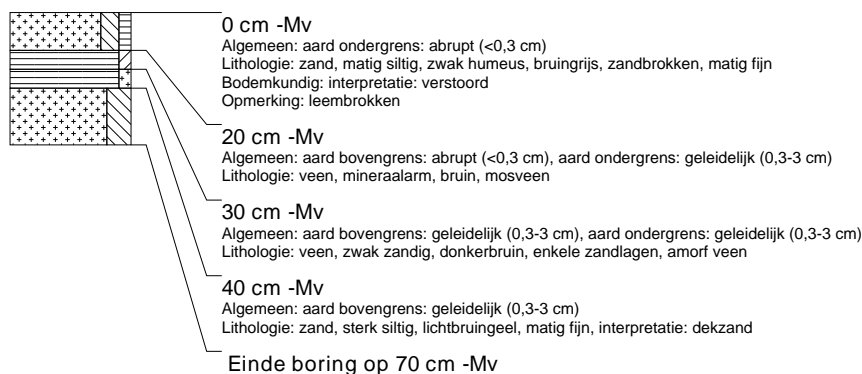 0 cm -Mv
Algemeen: aard ondergrens: abrupt (<0,3 cm)
Lithologie: zand, matig siltig, zwak humeus, bruingrijs, zandbrokken, matig fijn
Bodemkundig: interpretatie: verstoord
Opmerking: leembrokken
20 cm -Mv
Algemeen: aard bovengrens: abrupt (<0,3 cm), aard ondergrens: geleidelijk (0,3-3 cm)
Lithologie: veen, mineraalarm, bruin, mosveen
30 cm -Mv
Algemeen: aard bovengrens: geleidelijk (0,3-3 cm), aard ondergrens: geleidelijk (0,3-3 cm)
Lithologie: veen, zwak zandig, donkerbruin, enkele zandlagen, amorf veen
40 cm -Mv
Algemeen: aard bovengrens: geleidelijk (0,3-3 cm)
Lithologie: zand, sterk siltig, lichtbruingeel, matig fijn, interpretatie: dekzand
Einde boring op 70 cm -Mv